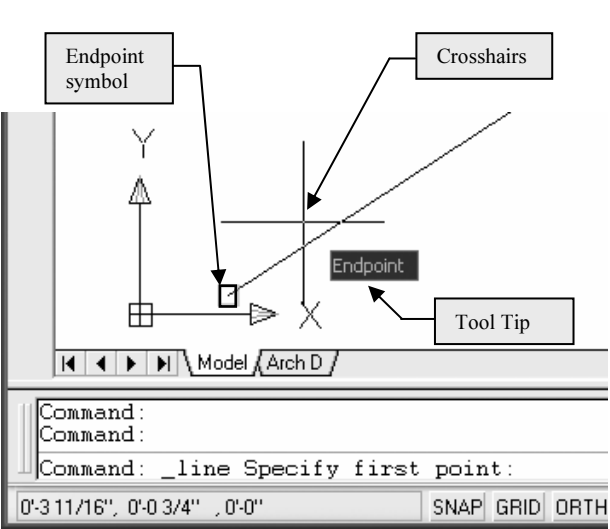 Endpoint
symbol
Crosshairs
Y
Endpoint
X
Tool Tip
Model
Arch D
Command:
Command:
Command: _line Specify first point:
0'-3 11/16", 0'-0 3/4" , 0'-0"
SNAP GRID ORTH